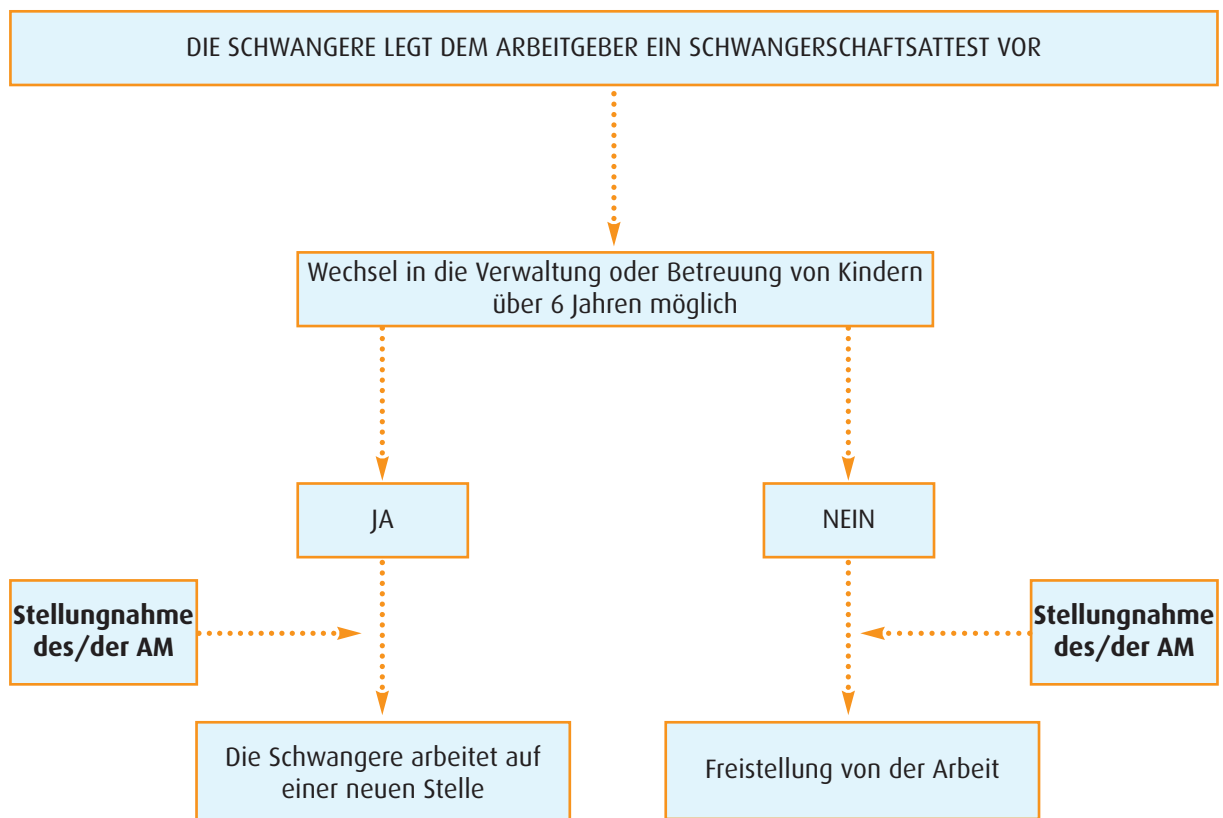 DIE SCHWANGERE LEGT DEM ARBEITGEBER EIN SCHWANGERSCHAFTSATTEST VOR
Wechsel in die Verwaltung oder Betreuung von Kindern
über 6 Jahren möglich
JA
NEIN
Stellungnahme
des/der AM
Stellungnahme
des/der AM
Die Schwangere arbeitet auf
einer neuen Stelle
Freistellung von der Arbeit